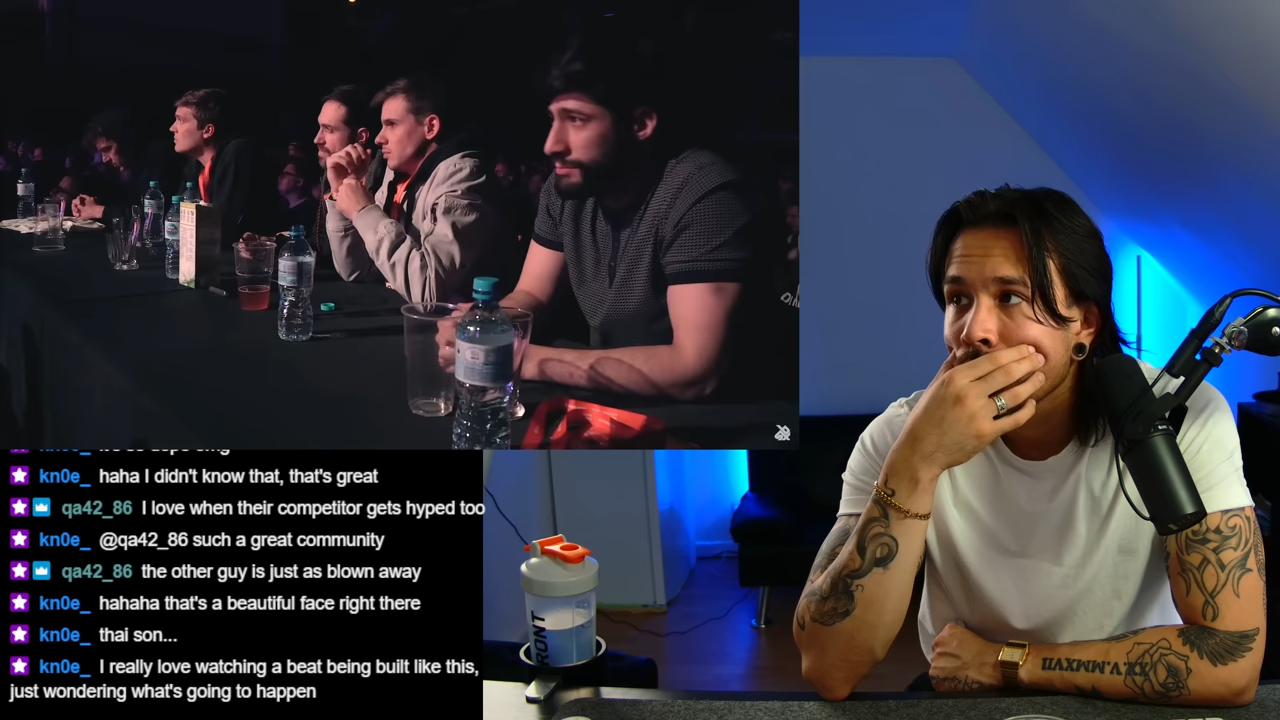 kn0e_ haha I didn't know that, that's great
qa42_86 I love when their competitor gets hyped too
kn0e_ @qa42_86 such a great community
qa42_86 the other guy is just as blown away
kn0e_ hahaha that's a beautiful face right there
kn0e_ thai son...
kn0e_ I really love watching a beat being built like this,
just wondering what's going to happen
RONT
XX.V.MMXVII